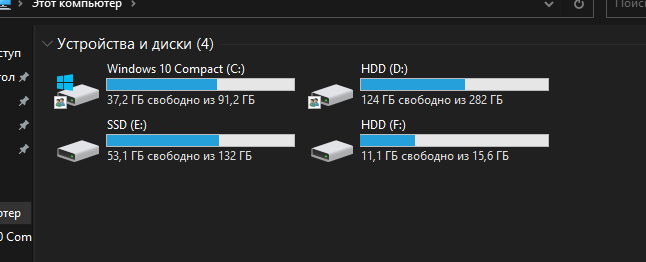 Этот компьютер
Поис
Устройства и диски (4)
ступ
тол
Windows 10 Compact (C:)
37,2 ГБ свободно из 91,2 ГБ
HDD (D:)
124 ГБ свободно из 282 ГБ
SSD (E:)
53,1 ГБ свободно из 132 ГБ
HDD (F:)
11,1 ГБ свободно из 15,6 ГБ
ютер
0 Com